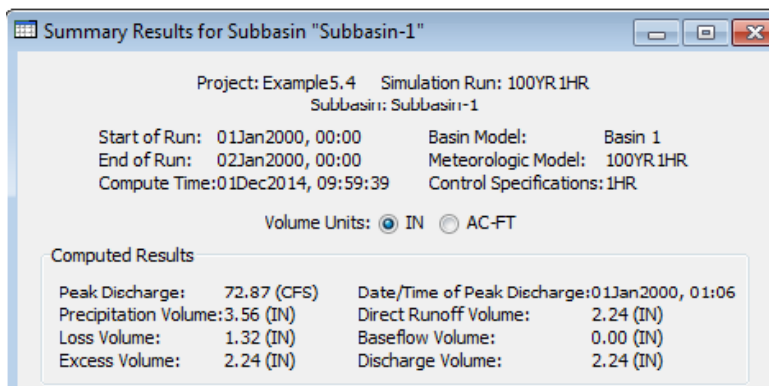 Summary Results for Subbasin "Subbasin-1"
Project: Example5.4 Simulation Run: 100YR1HR
Subbasin: Subbasin-1
Start of Run: 01Jan2000, 00:00 Basin Model: Basin 1
End of Run: 02Jan2000, 00:00 Meteorologic Model: 100YR1HR
Compute Time:01Dec2014, 09:59:39 Control Specifications:1HR
Volume Units: IN AC-FT
Computed Results
Peak Discharge: 72.87 (CFS) Date/Time of Peak Discharge:01Jan2000, 01:06
Precipitation Volume:3.56 (IN) Direct Runoff Volume: 2.24 (IN)
Loss Volume: 1.32 (IN) Baseflow Volume: 0.00 (IN)
Excess Volume: 2.24 (IN) Discharge Volume: 2.24 (IN)